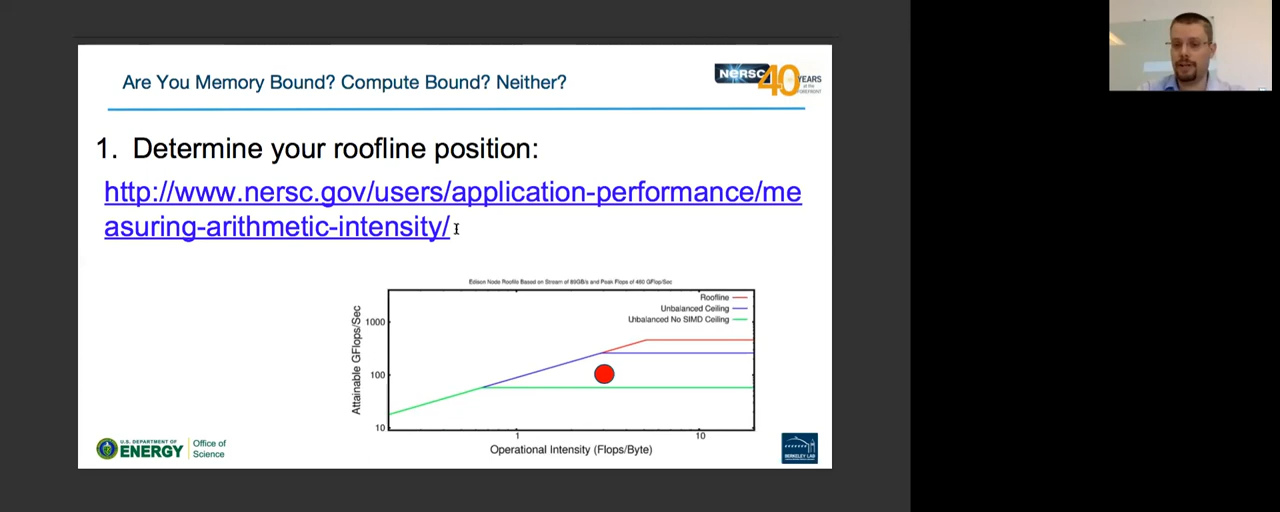 Are You Memory Bound? Compute Bound? Neither?
NERSC 40 YEARS
at the
FOREFRONT
1. Determine your roofline position:
http://www.nersc.gov/users/application-performance/me
asuring-arithmetic-intensity/
Edison Node Roofline Based on Stream of 89GB/s and Peak Flops of 460 GFlop/Sec
Roofline
Unbalanced Ceiling
Unbalanced No SIMD Ceiling
Attainable GFlops/Sec
1000
100
10
1
10
Operational Intensity (Flops/Byte)
U.S. DEPARTMENT OF
ENERGY
Office of
Science
BERKELEY LAB